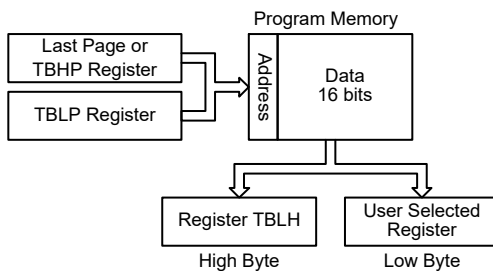 Program Memory
Last Page or
TBHP Register
TBLP Register
Address
Data
16 bits
Register TBLH
User Selected
Register
High Byte
Low Byte